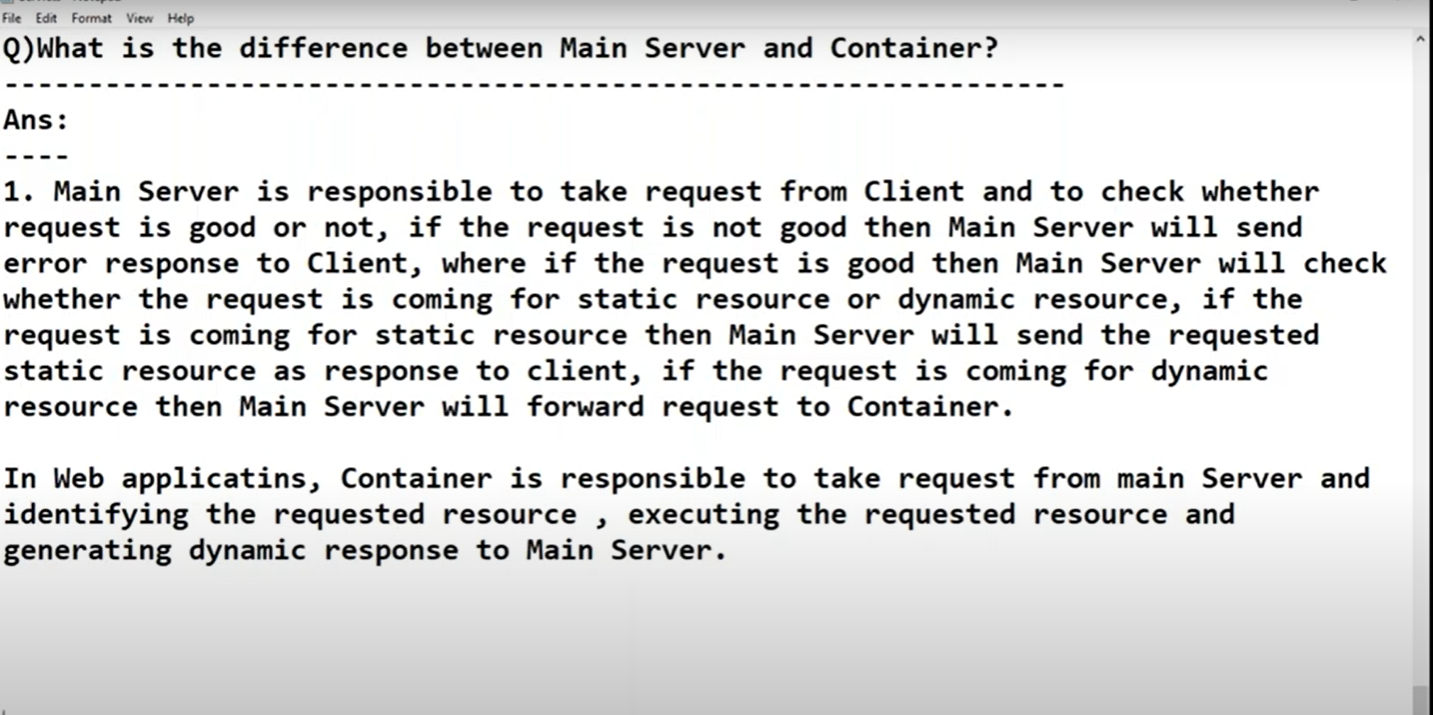 File Edit Format View Help
Q)What is the difference between Main Server and Container?
---------------------------------------------------------------
Ans:
----
1. Main Server is responsible to take request from Client and to check whether
request is good or not, if the request is not good then Main Server will send
error response to Client, where if the request is good then Main Server will check
whether the request is coming for static resource or dynamic resource, if the
request is coming for static resource then Main Server will send the requested
static resource as response to client, if the request is coming for dynamic
resource then Main Server will forward request to Container.
In Web applicatins, Container is responsible to take request from main Server and
identifying the requested resource , executing the requested resource and
generating dynamic response to Main Server.